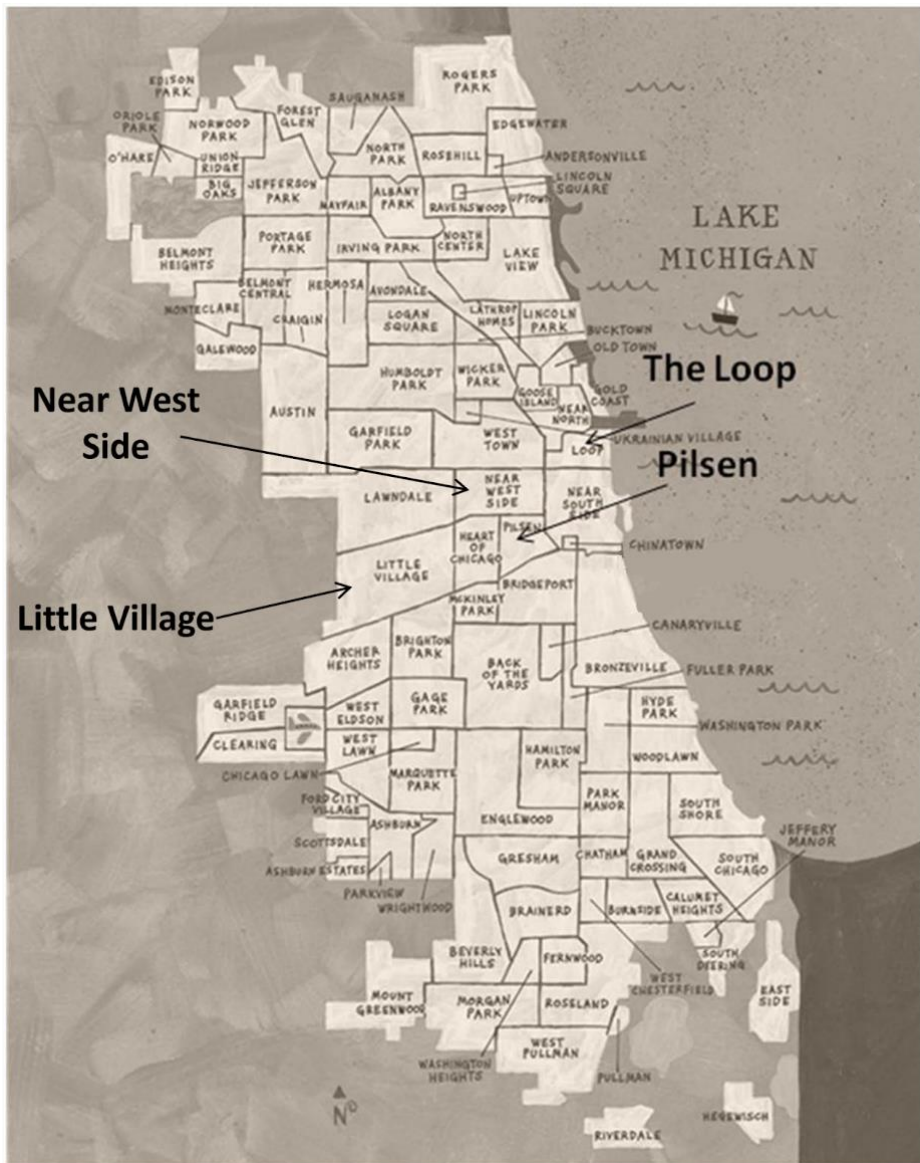 EDISON
PARK
ROGERS
PARK
SAUGANASH
ORIOLE
PARK
NORWOOD
PARK
FOREST
GLEN
EDGEWATER
O'HARE
UNION
RIDGE
NORTH
PARK
ROSEHILL
ANDERSONVILLE
BIG
OAKS
JEFFERSON
PARK
MAYFAIR
ALBANY
PARK
RAVENSWOOD
LINCOLN
SQUARE
UPTOWN
LAKE
MICHIGAN
BELMONT
HEIGHTS
PORTAGE
PARK
IRVING PARK
NORTH
CENTER
LAKE
VIEW
BELMONT
CENTRAL
HERMOSA
AVONDALE
MONTECLARE
CRAIGIN
LOGAN
SQUARE
LATHROP
HOMES
LINCOLN
PARK
BUCKTOWN
OLD TOWN
GALEWOOD
HUMBOLDT
PARK
WICKER
PARK
The Loop
GOOSE
ISLAND
GOLD
COAST
NEAR
NORTH
Near West
Side
AUSTIN
GARFIELD
PARK
WEST
TOWN
UKRAINIAN VILLAGE
LOOP
Pilsen
LAWNDALE
NEAR
WEST
SIDE
NEAR
SOUTH
SIDE
PILSEN
HEART
OF
CHICAGO
CHINATOWN
LITTLE
VILLAGE
BRIDGEPORT
Little Village
MCKINLEY
PARK
CANARYVILLE
ARCHER
HEIGHTS
BRIGHTON
PARK
BACK
OF THE
YARDS
BRONZEVILLE
FULLER PARK
GARFIELD
RIDGE
WEST
ELDSON
GAGE
PARK
HYDE
PARK
WASHINGTON PARK
CLEARING
WEST
LAWN
HAMILTON
PARK
WOODLAWN
CHICAGO LAWN
MARQUETTE
PARK
PARK
MANOR
SOUTH
SHORE
FORD CITY
VILLAGE
ASHBURN
ENGLEWOOD
JEFFERY
MANOR
SCOTTSDALE
GRESHAM
CHATHAM
GRAND
CROSSING
SOUTH
CHICAGO
ASHBURN ESTATES
PARKVIEW
WRIGHTWOOD
BRAINERD
BURNSIDE
CALUMET
HEIGHTS
BEVERLY
HILLS
FERNWOOD
SOUTH
DEERING
WEST
CHESTERFIELD
EAST
SIDE
MOUNT
GREENWOOD
MORGAN
PARK
ROSELAND
WEST
PULLMAN
WASHINGTON
HEIGHTS
PULLMAN
N
RIVERDALE
HEGEWISCH